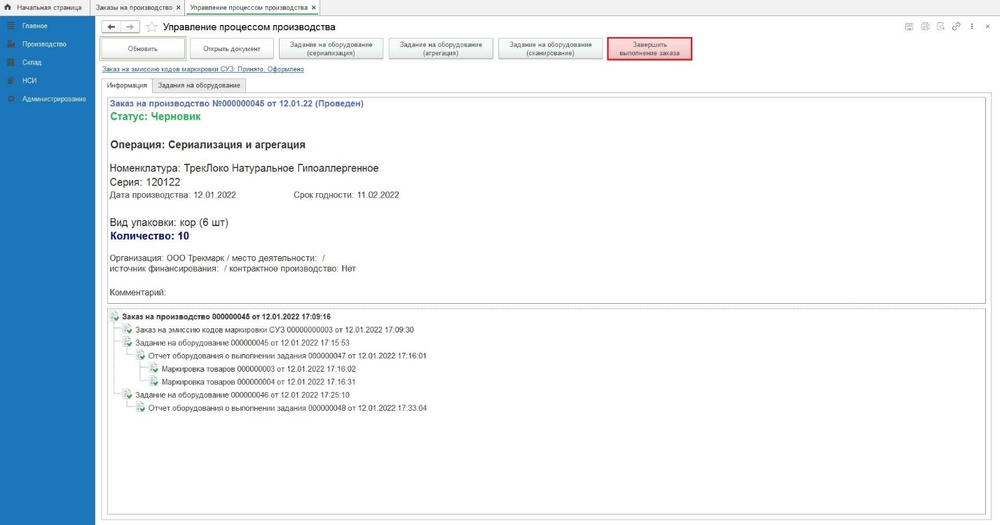 Начальная страница
Заказы на производство ×
Управление процессом производства ×
Главное
Производство
Склад
НСИ
Администрирование
Управление процессом производства
Обновить
Открыть документ
Задание на оборудование
(сериализация)
Задание на оборудование
(агрегация)
Задание на оборудование
(сканирование)
Завершить
выполнение заказа
Заказ на эмиссию кодов маркировки СУЗ: Принято, Оформлено
Информация
Задания на оборудование
Заказ на производство №000000045 от 12.01.22 (Проведен)
Статус: Черновик
Операция: Сериализация и агрегация
Номенклатура: ТрекЛоко Натуральное Гипоаллергенное
Серия: 120122
Дата производства: 12.01.2022 Срок годности: 11.02.2022
Вид упаковки: кор (6 шт)
Количество: 10
Организация: ООО Трекмарк / место деятельности: /
источник финансирования: / контрактное производство: Нет
Комментарий:
Заказ на производство 000000045 от 12.01.2022 17:09:16
Заказ на эмиссию кодов маркировки СУЗ 00000000003 от 12.01.2022 17:09:30
Задание на оборудование 000000045 от 12.01.2022 17:15:53
Отчет оборудования о выполнении задания 000000047 от 12.01.2022 17:16:01
Маркировка товаров 000000003 от 12.01.2022 17:16:02
Маркировка товаров 000000004 от 12.01.2022 17:16:31
Задание на оборудование 000000046 от 12.01.2022 17:25:10
Отчет оборудования о выполнении задания 000000048 от 12.01.2022 17:33:04